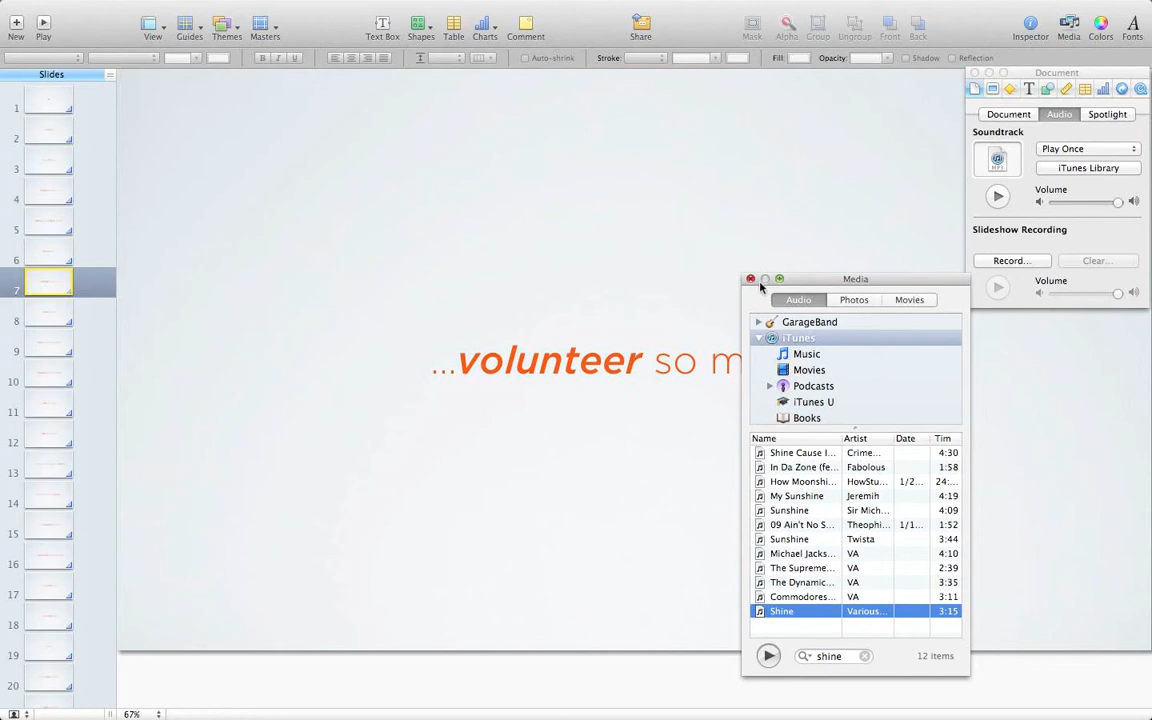 New Play View Guides Themes Masters Text Box Shapes Table Charts Comment Share Mask Alpha Group Ungroup Front Back Inspector Media Colors Fonts
B I U Auto-shrink Stroke: Fill: Opacity: Shadow Reflection
Slides
1
2
3
4
5
6
7
8
9
10
11
12
13
14
15
16
17
18
19
20
...volunteer so m
Document
Document Audio Spotlight
Soundtrack
Play Once
iTunes Library
Volume
Slideshow Recording
Record... Clear...
Volume
Media
Audio Photos Movies
GarageBand
iTunes
Music
Movies
Podcasts
iTunes U
Books
Name Artist Date Tim
Shine Cause I... Crime... 4:30
In Da Zone (fe... Fabolous 1:58
How Moonshi... HowStu... 1/2... 24:...
My Sunshine Jeremih 4:19
Sunshine Sir Mich... 4:09
09 Ain't No S... Theophi... 1/1... 1:52
Sunshine Twista 3:44
Michael Jacks... VA 4:10
The Supreme... VA 2:39
The Dynamic... VA 3:35
Commodores... VA 3:11
Shine Various... 3:15
shine 12 items
67%